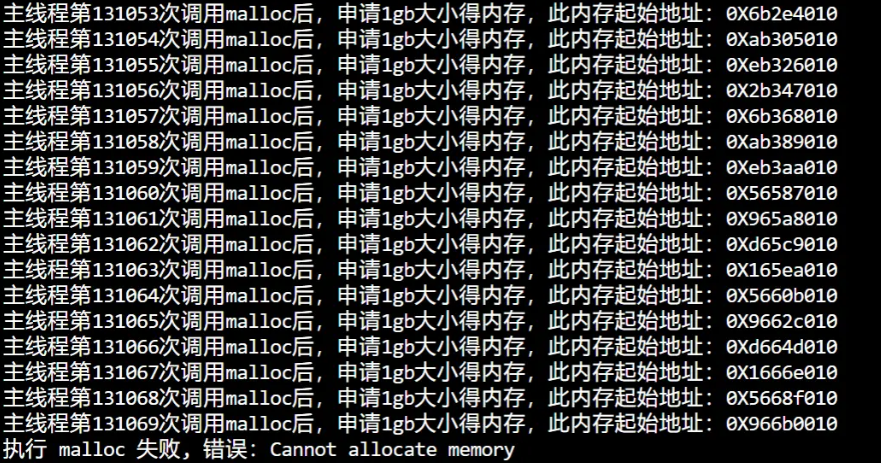 主线程第131053次调用malloc后，申请1gb大小得内存，此内存起始地址：0X6b2e4010
主线程第131054次调用malloc后，申请1gb大小得内存，此内存起始地址：0Xab305010
主线程第131055次调用malloc后，申请1gb大小得内存，此内存起始地址：0Xeb326010
主线程第131056次调用malloc后，申请1gb大小得内存，此内存起始地址：0X2b347010
主线程第131057次调用malloc后，申请1gb大小得内存，此内存起始地址：0X6b368010
主线程第131058次调用malloc后，申请1gb大小得内存，此内存起始地址：0Xab389010
主线程第131059次调用malloc后，申请1gb大小得内存，此内存起始地址：0Xeb3aa010
主线程第131060次调用malloc后，申请1gb大小得内存，此内存起始地址：0X56587010
主线程第131061次调用malloc后，申请1gb大小得内存，此内存起始地址：0X965a8010
主线程第131062次调用malloc后，申请1gb大小得内存，此内存起始地址：0Xd65c9010
主线程第131063次调用malloc后，申请1gb大小得内存，此内存起始地址：0X165ea010
主线程第131064次调用malloc后，申请1gb大小得内存，此内存起始地址：0X5660b010
主线程第131065次调用malloc后，申请1gb大小得内存，此内存起始地址：0X9662c010
主线程第131066次调用malloc后，申请1gb大小得内存，此内存起始地址：0Xd664d010
主线程第131067次调用malloc后，申请1gb大小得内存，此内存起始地址：0X1666e010
主线程第131068次调用malloc后，申请1gb大小得内存，此内存起始地址：0X5668f010
主线程第131069次调用malloc后，申请1gb大小得内存，此内存起始地址：0X966b0010
执行 malloc 失败，错误：Cannot allocate memory